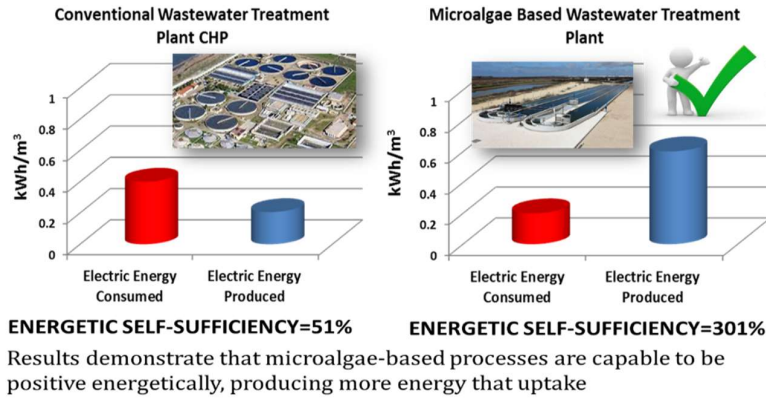 Conventional Wastewater Treatment
Plant CHP
kWh/m³
1
0.8
0.6
0.4
0.2
0
Electric Energy
Consumed
Electric Energy
Produced
ENERGETIC SELF-SUFFICIENCY=51%
Microalgae Based Wastewater Treatment
Plant
kWh/m³
1
0.8
0.6
0.4
0.2
0
Electric Energy
Consumed
Electric Energy
Produced
ENERGETIC SELF-SUFFICIENCY=301%
Results demonstrate that microalgae-based processes are capable to be
positive energetically, producing more energy that uptake